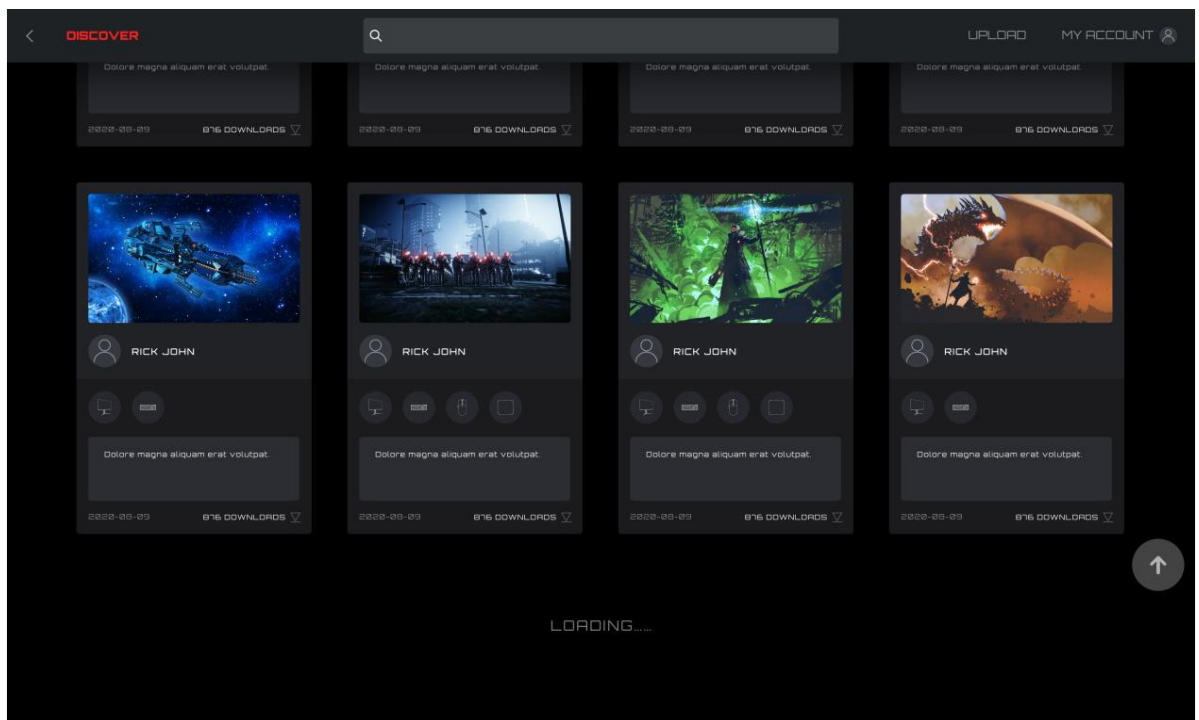 DISCOVER
UPLOAD
MY ACCOUNT
Dolore magna aliquam erat volutpat.
Dolore magna aliquam erat volutpat.
Dolore magna aliquam erat volutpat.
Dolore magna aliquam erat volutpat.
2020-08-09 876 DOWNLOADS
2020-08-09 876 DOWNLOADS
2020-08-09 876 DOWNLOADS
2020-08-09 876 DOWNLOADS
RICK JOHN
RICK JOHN
RICK JOHN
RICK JOHN
Dolore magna aliquam erat volutpat.
Dolore magna aliquam erat volutpat.
Dolore magna aliquam erat volutpat.
Dolore magna aliquam erat volutpat.
2020-08-09 876 DOWNLOADS
2020-08-09 876 DOWNLOADS
2020-08-09 876 DOWNLOADS
2020-08-09 876 DOWNLOADS
LOADING......